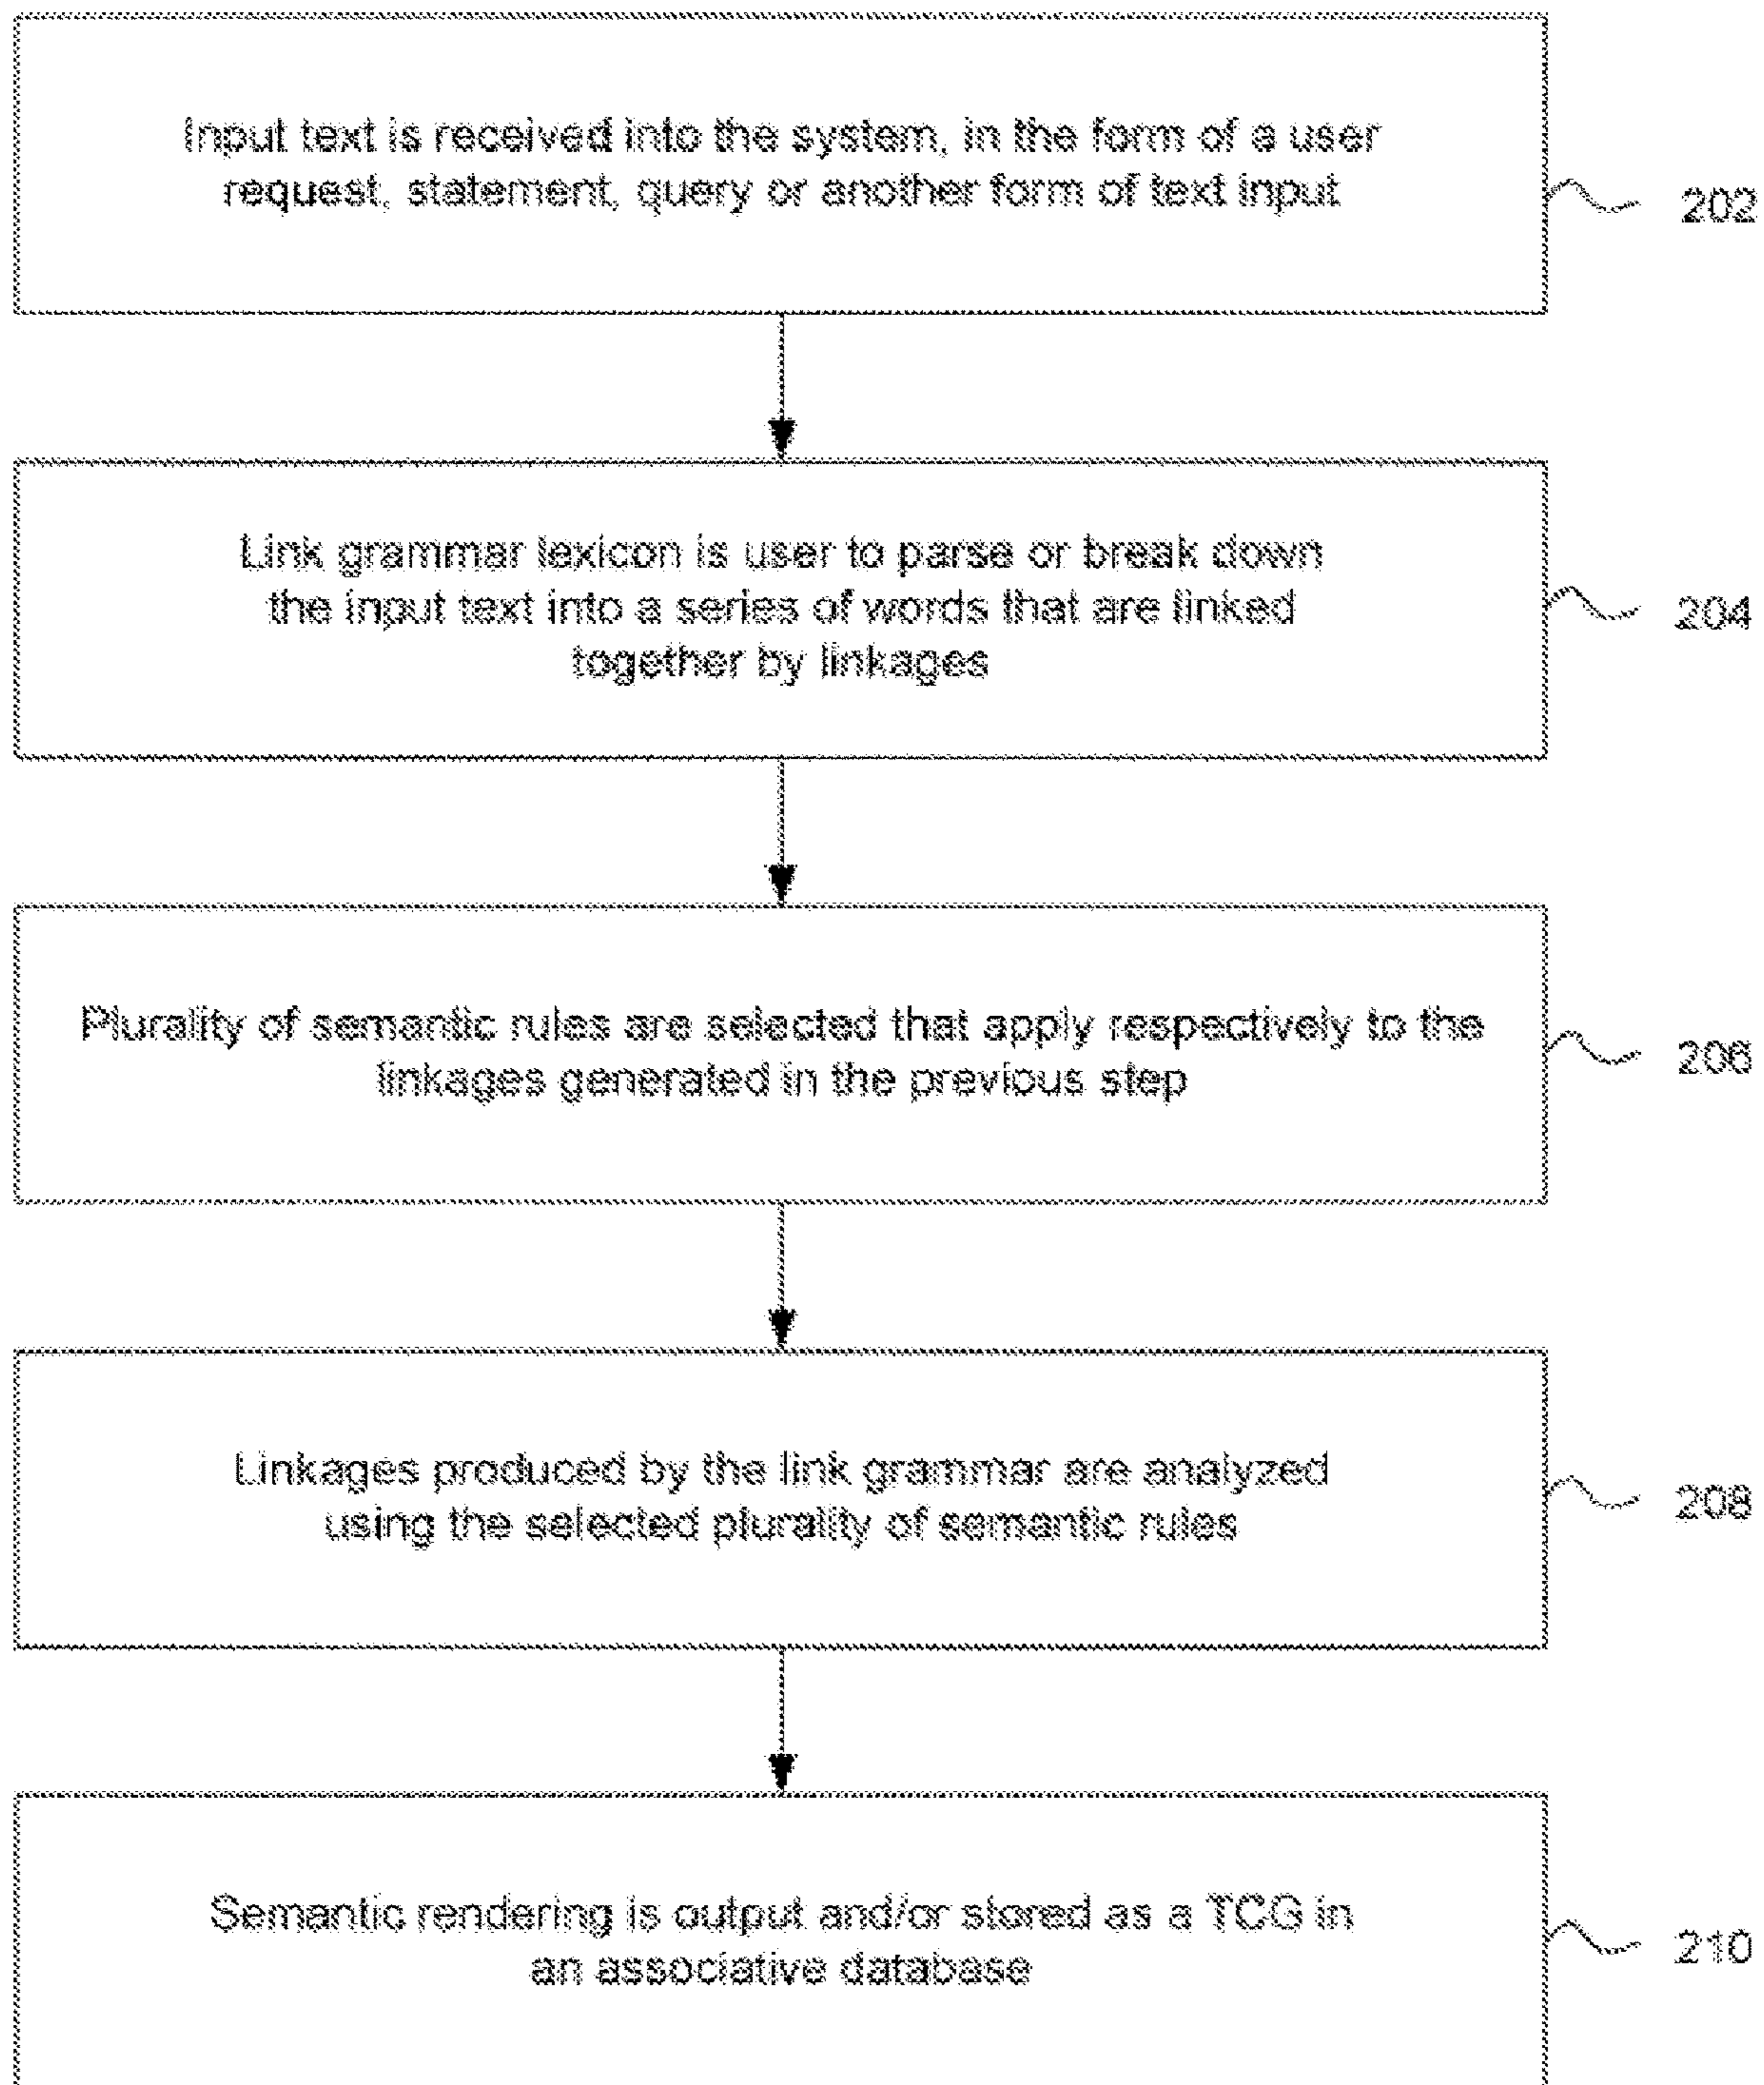 Input text is received into the system, in the form of a user
request, statement, query or another form of text input
202
Link grammar lexicon is user to parse or break down
the input text into a series of words that are linked
together by linkages
204
Plurality of semantic rules are selected that apply respectively to the
linkages generated in the previous step
206
Linkages produced by the link grammar are analyzed
using the selected plurality of semantic rules
208
Semantic rendering is output and/or stored as a TCG in
an associative database
210